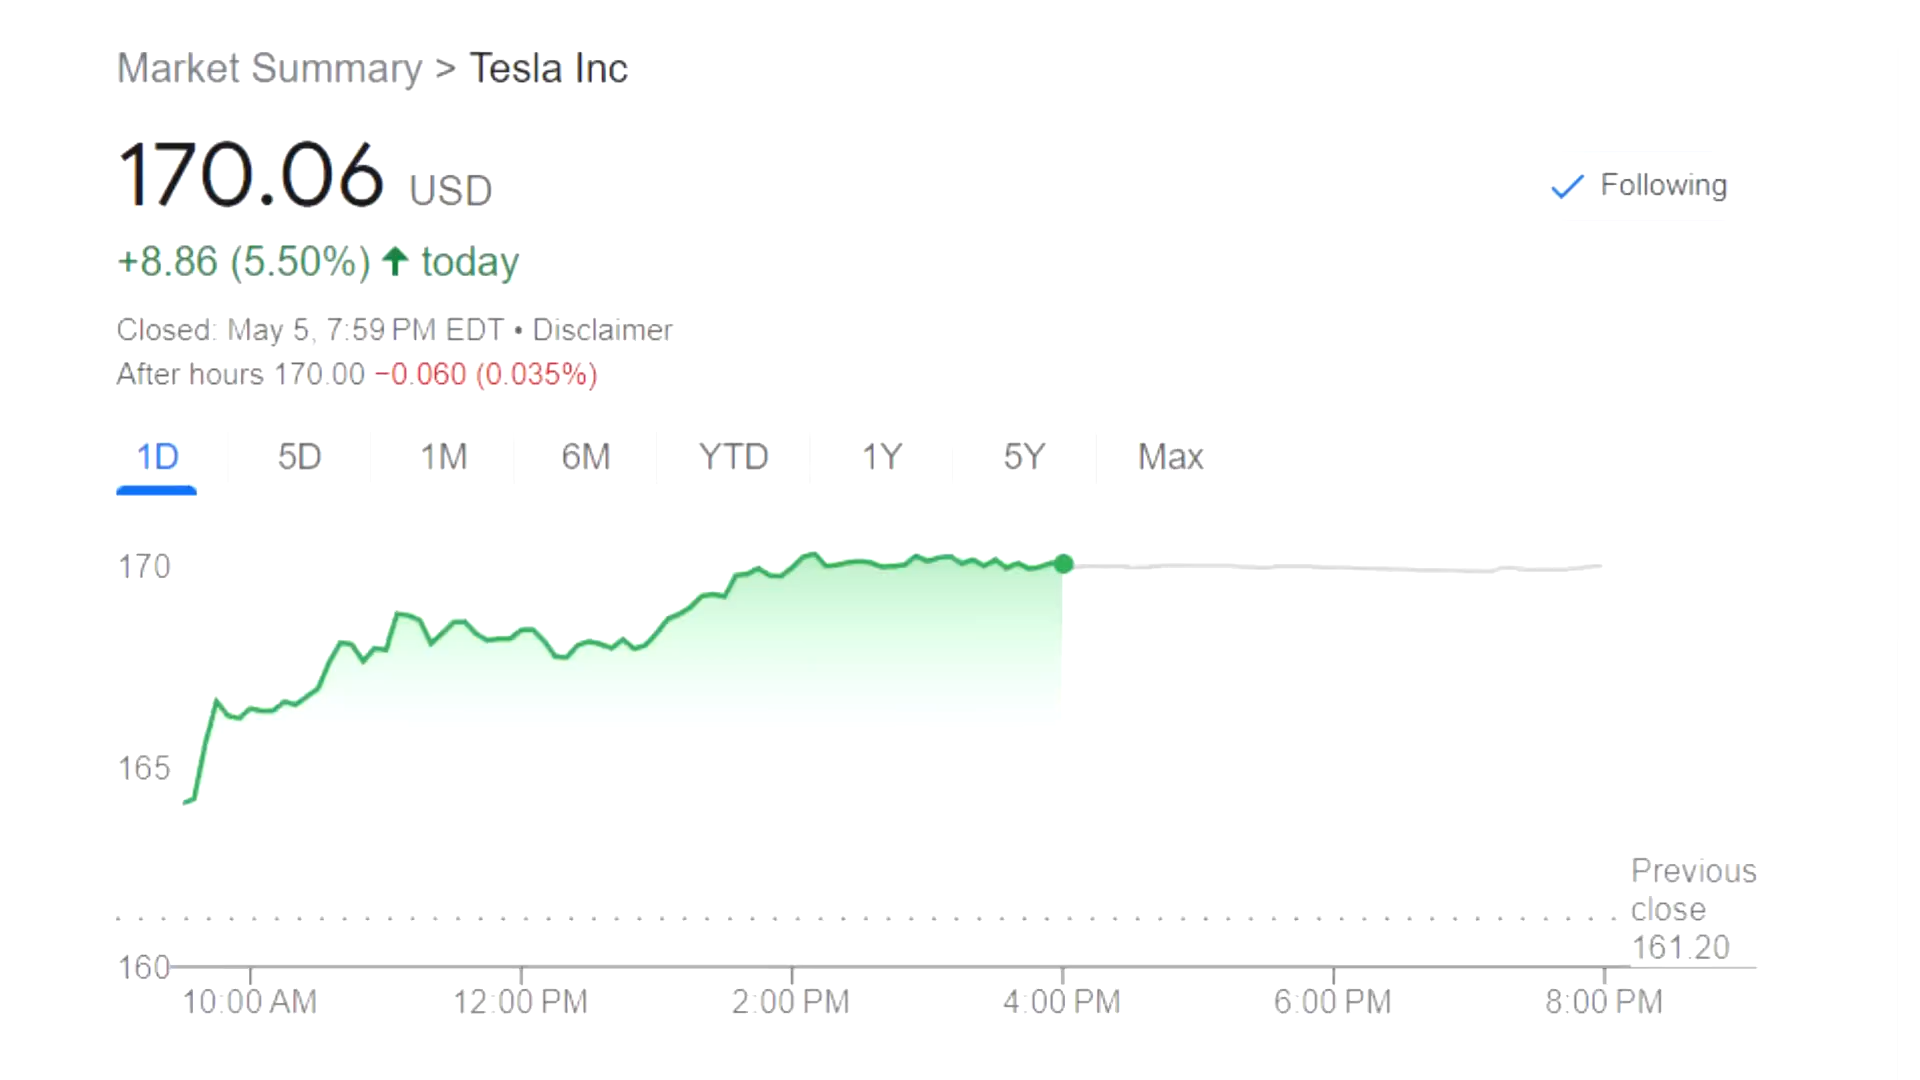 Market Summary > Tesla Inc
170.06 USD
Following
+8.86 (5.50%) ↑ today
Closed: May 5, 7:59 PM EDT • Disclaimer
After hours 170.00 −0.060 (0.035%)
1D 5D 1M 6M YTD 1Y 5Y Max
170
165
Previous
close
161.20
160
10:00 AM 12:00 PM 2:00 PM 4:00 PM 6:00 PM 8:00 PM